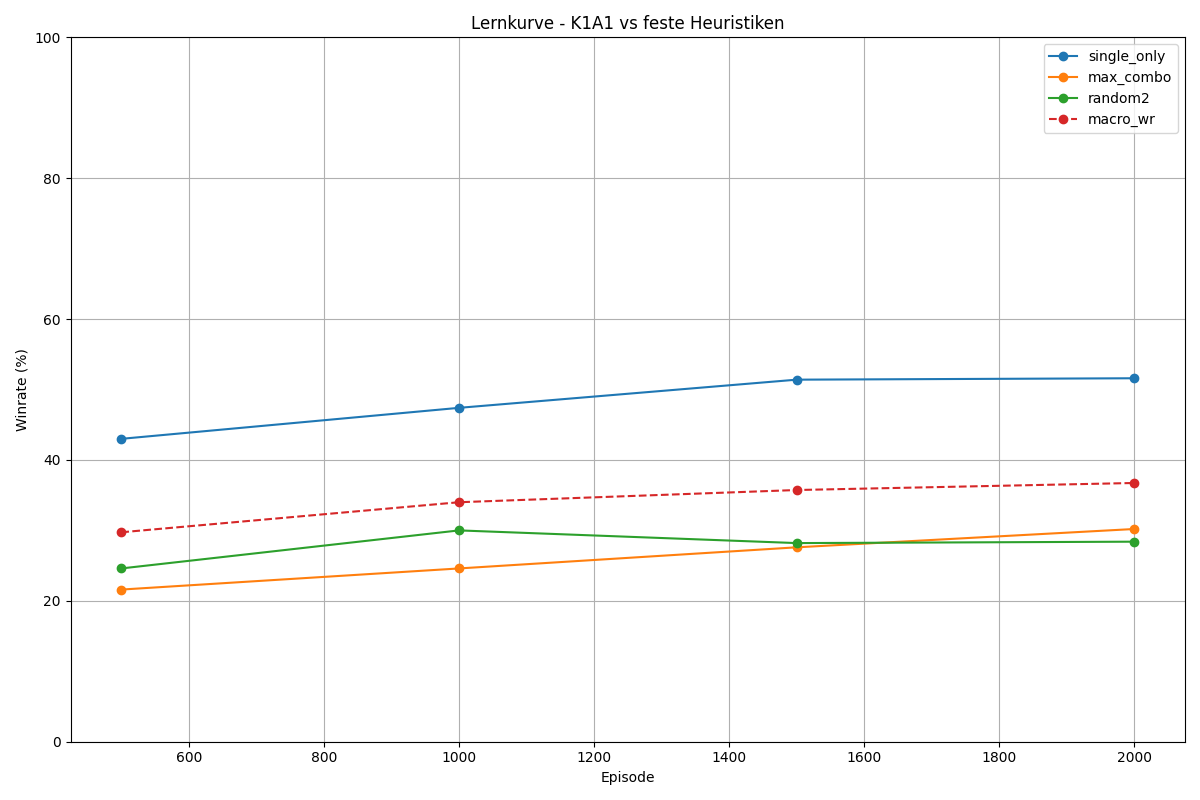 Lernkurve - K1A1 vs feste Heuristiken
single_only
max_combo
random2
macro_wr
Winrate (%)
100
80
60
40
20
0
600 800 1000 1200 1400 1600 1800 2000
Episode